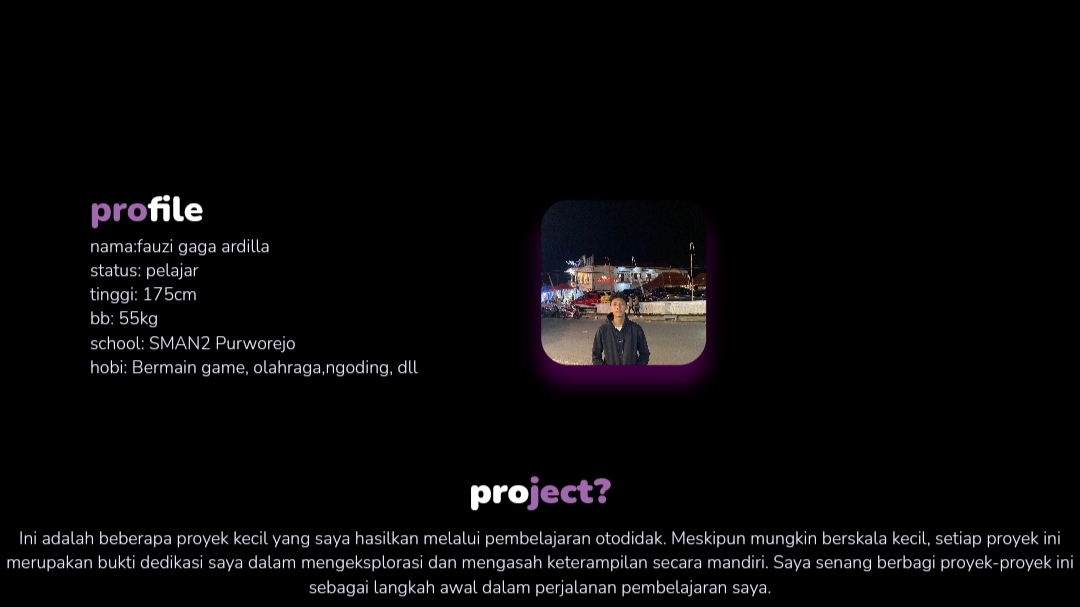 profile
nama:fauzi gaga ardilla
status: pelajar
tinggi: 175cm
bb: 55kg
school: SMAN2 Purworejo
hobi: Bermain game, olahraga,ngoding, dll
project?
Ini adalah beberapa proyek kecil yang saya hasilkan melalui pembelajaran otodidak. Meskipun mungkin berskala kecil, setiap proyek ini
merupakan bukti dedikasi saya dalam mengeksplorasi dan mengasah keterampilan secara mandiri. Saya senang berbagi proyek-proyek ini
sebagai langkah awal dalam perjalanan pembelajaran saya.